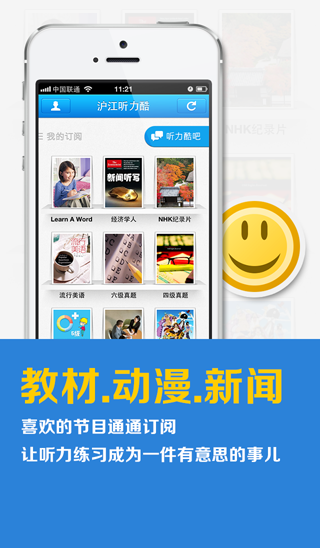 中国联通
11:21
沪江听力酷
我的订阅
听力酷吧
新闻听写
Learn A Word
经济学人
NHK纪录片
NHK纪录片
流行美语
六级真题
四级真题
教材.动漫.新闻
喜欢的节目通通订阅
让听力练习成为一件有意思的事儿